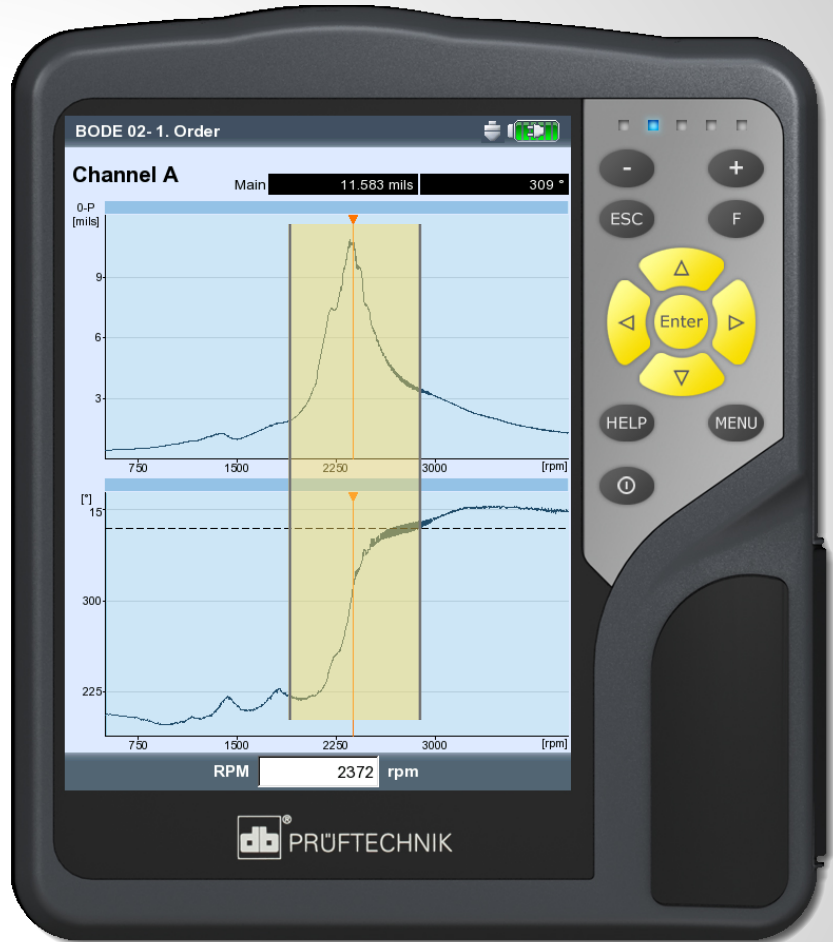 BODE 02- 1. Order
Channel A
Main 11.583 mils 309 °
0-P
[mils]
9
6
3
750 1500 2250 3000 [rpm]
[°]
15
300
225
750 1500 2250 3000 [rpm]
RPM 2372 rpm
db ® PRÜFTECHNIK
- +
ESC F
Enter
HELP MENU